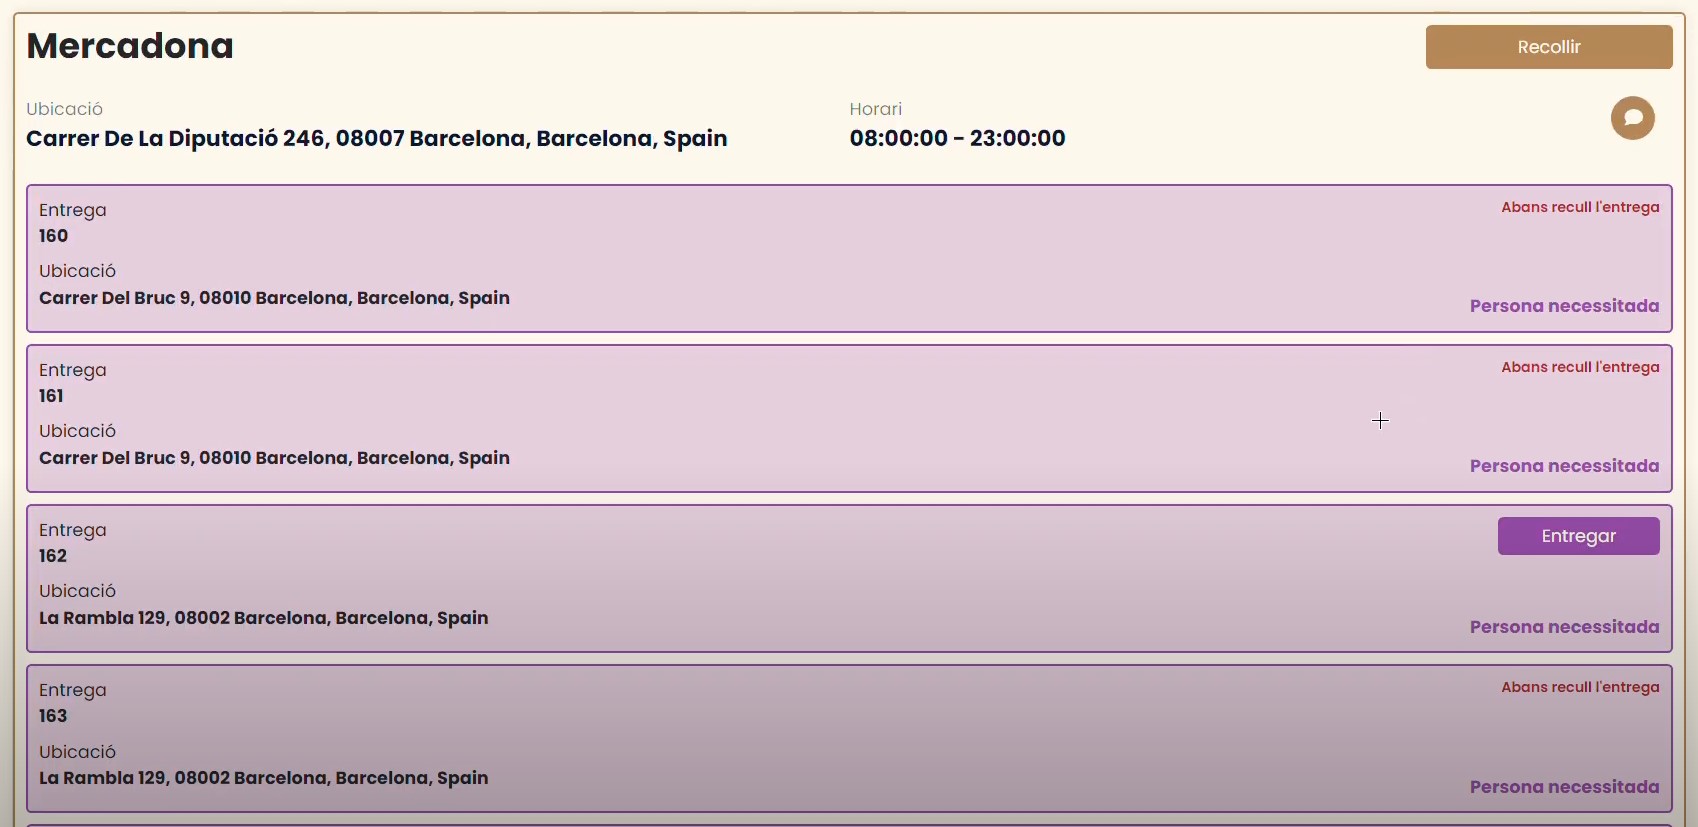 Mercadona
Recollir
Ubicació
Carrer De La Diputació 246, 08007 Barcelona, Barcelona, Spain
Horari
08:00:00 - 23:00:00
Entrega
160
Ubicació
Carrer Del Bruc 9, 08010 Barcelona, Barcelona, Spain
Abans recull l'entrega
Persona necessitada
Entrega
161
Ubicació
Carrer Del Bruc 9, 08010 Barcelona, Barcelona, Spain
Abans recull l'entrega
Persona necessitada
Entrega
162
Ubicació
La Rambla 129, 08002 Barcelona, Barcelona, Spain
Entregar
Persona necessitada
Entrega
163
Ubicació
La Rambla 129, 08002 Barcelona, Barcelona, Spain
Abans recull l'entrega
Persona necessitada